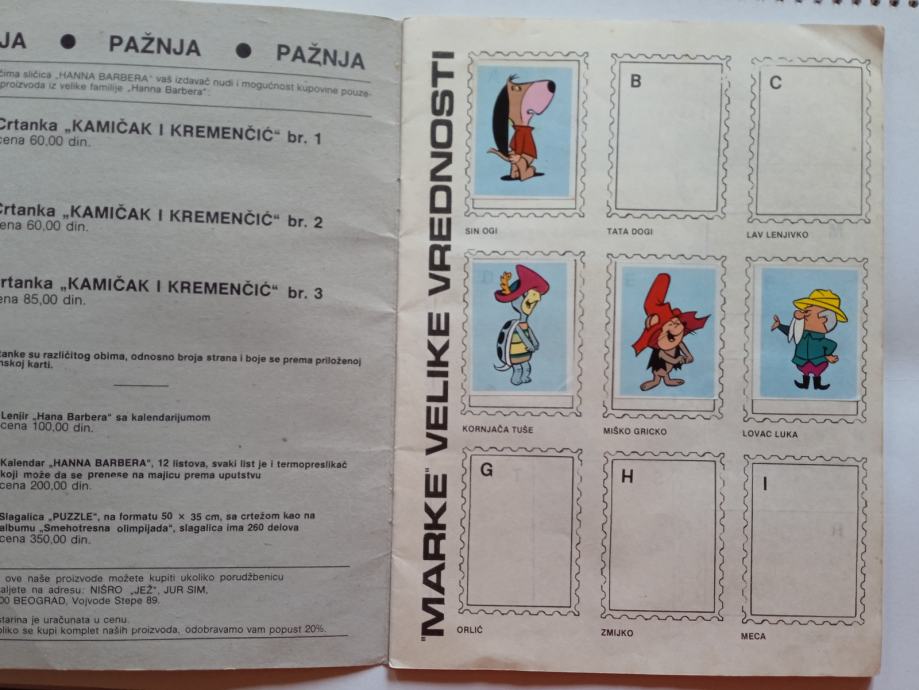 JA ● PAŽNJA ● PAŽNJA
čima sličica „HANNA BARBERA“ vaš izdavač nudi i mogućnost kupovine pouze-
proizvoda iz velike familije „Hanna Barbera“:
Crtanka „KAMIČAK I KREMENČIĆ“ br. 1
cena 60,00 din.
Crtanka „KAMIČAK I KREMENČIĆ“ br. 2
cena 60,00 din.
rtanka „KAMIČAK I KREMENČIĆ“ br. 3
ena 85,00 din.
tanke su različitog obima, odnosno broja strana i boje se prema priloženoj
nskoj karti.
Lenjir „Hana Barbera“ sa kalendarijumom
cena 100,00 din.
Kalendar „HANNA BARBERA“, 12 listova, svaki list je i termopreslikač
koji može da se prenese na majicu prema uputstvu
cena 200,00 din.
Slagalica „PUZZLE“, na formatu 50 × 35 cm, sa crtežom kao na
albumu „Smehotresna olimpijada“, slagalica ima 260 delova
cena 350,00 din.
ove naše proizvode možete kupiti ukoliko porudžbenicu
aljete na adresu: NIŠRO „JEŽ“, JUR SIM,
00 BEOGRAD, Vojvode Stepe 89.
starina je uračunata u cenu.
oliko se kupi komplet naših proizvoda, odobravamo vam popust 20%.
"MARKE" VELIKE VREDNOSTI
B
C
SIN OGI
TATA DOGI
LAV LENJIVKO
KORNJAČA TUŠE
MIŠKO GRICKO
LOVAC LUKA
G
H
I
ORLIĆ
ZMIJKO
MECA